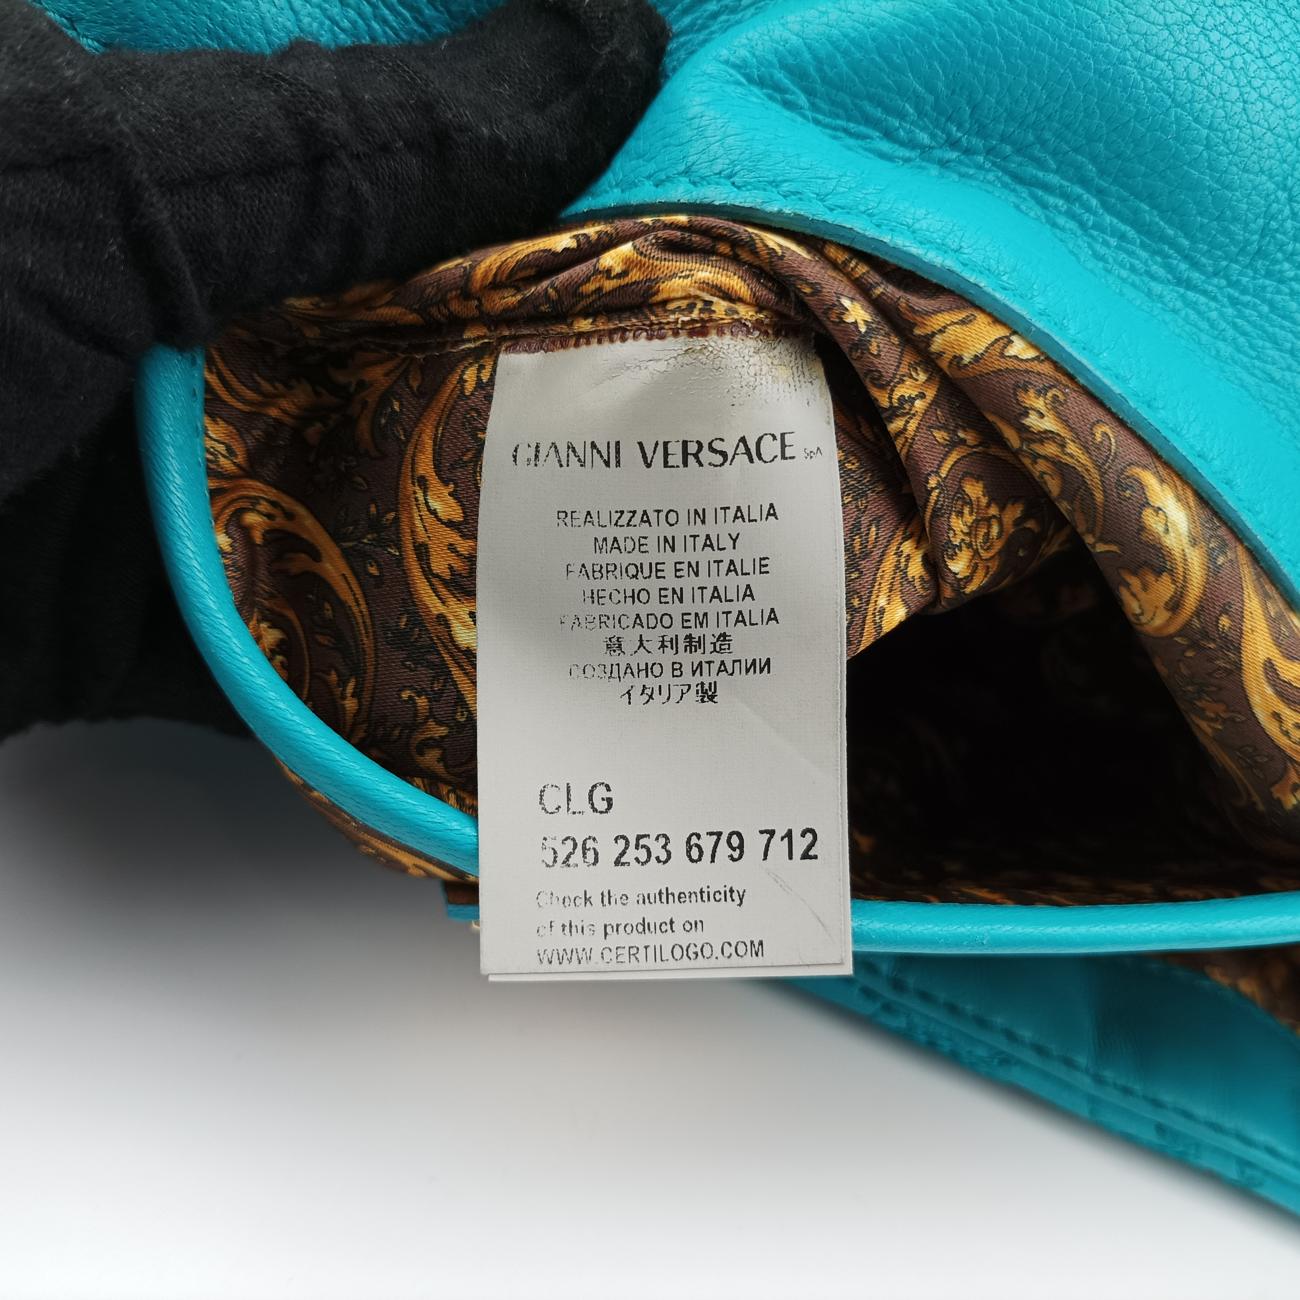 GIANNI VERSACE SpA
REALIZZATO IN ITALIA
MADE IN ITALY
FABRIQUE EN ITALIE
HECHO EN ITALIA
FABRICADO EM ITALIA
意大利制造
СОЗДАНО В ИТАЛИИ
イタリア製
CLG
526 253 679 712
Check the authenticity
of this product on
WWW.CERTILOGO.COM